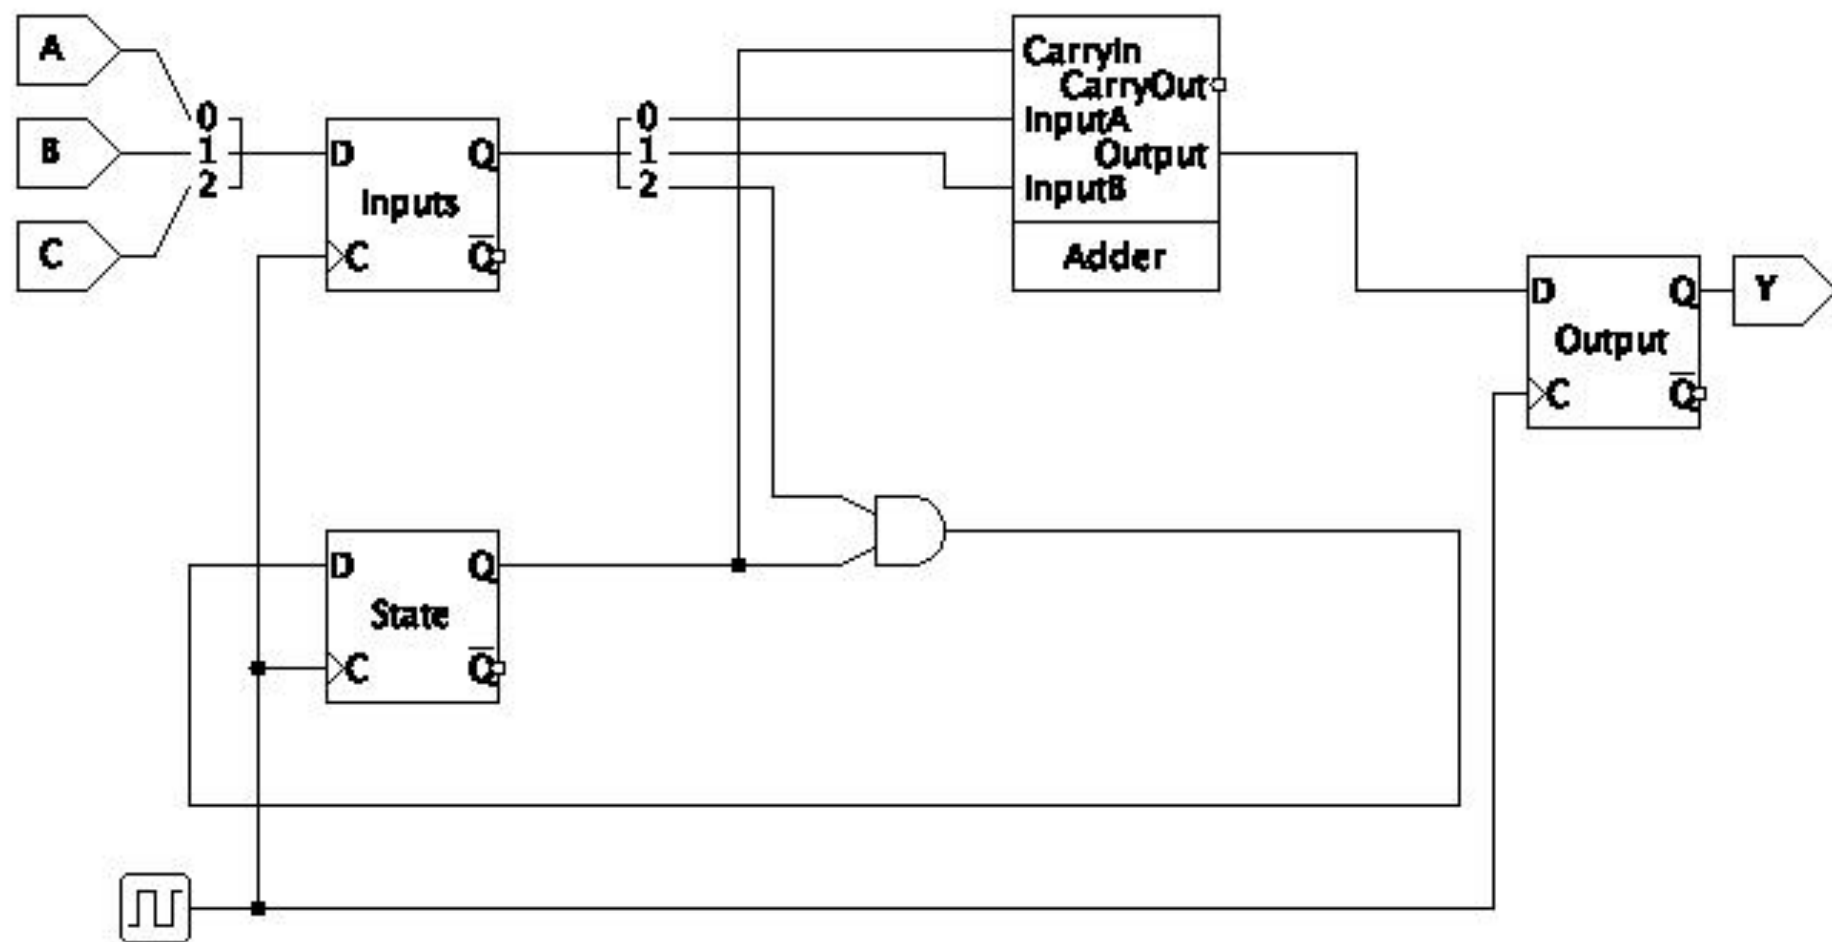 A
B
C
0
1
2
D
Q
Inputs
C
Q
0
1
2
CarryIn
CarryOut
InputA
Output
InputB
Adder
D
Q
Output
C
Q
Y
D
Q
State
C
Q